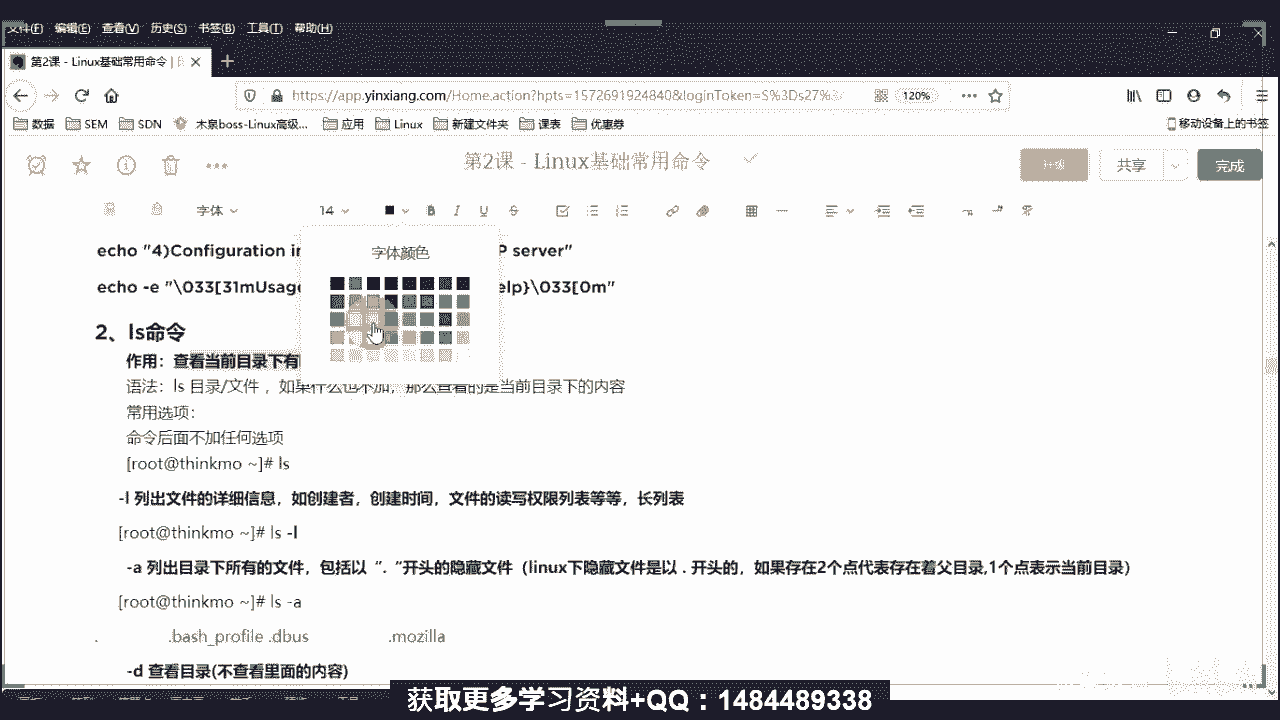 文件(F) 编辑(E) 查看(V) 历史(S) 书签(B) 工具(T) 帮助(H)
第2课 - Linux基础常用命令 |
https://app.yinxiang.com/Home.action?hpts=1572691924840&loginToken=S%3Ds27%3 120%
数据 SEM SDN 木泉boss-Linux高级... 应用 Linux 新建文件夹 课表 优惠券 移动设备上的书签
第2课 - Linux基础常用命令
共享 完成
字体 14
echo "4)Configuration in P server"
字体颜色
echo -e "\033[31mUsage elp}\033[0m"
2、ls命令
作用：查看当前目录下有
语法：ls 目录/文件 ，如果什么也不加，那么查看的是当前目录下的内容
常用选项：
命令后面不加任何选项
[root@thinkmo ~]# ls
-l 列出文件的详细信息，如创建者，创建时间，文件的读写权限列表等等，长列表
[root@thinkmo ~]# ls -l
-a 列出目录下所有的文件，包括以 “. “开头的隐藏文件（linux下隐藏文件是以 . 开头的，如果存在2个点代表存在着父目录,1个点表示当前目录）
[root@thinkmo ~]# ls -a
. .bash_profile .dbus .mozilla
-d 查看目录(不查看里面的内容)
获取更多学习资料+QQ：1484489338